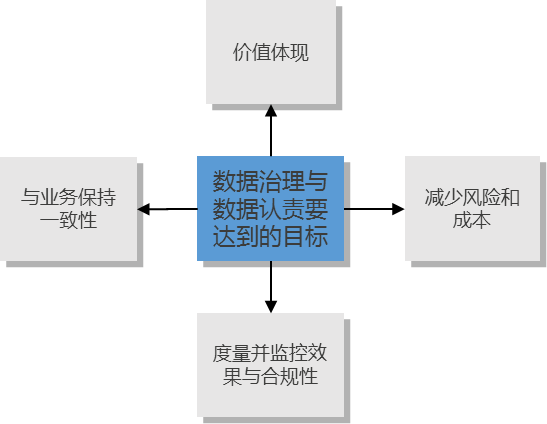 价值体现
与业务保持
一致性
数据治理与
数据认责要
达到的目标
减少风险和
成本
度量并监控效
果与合规性